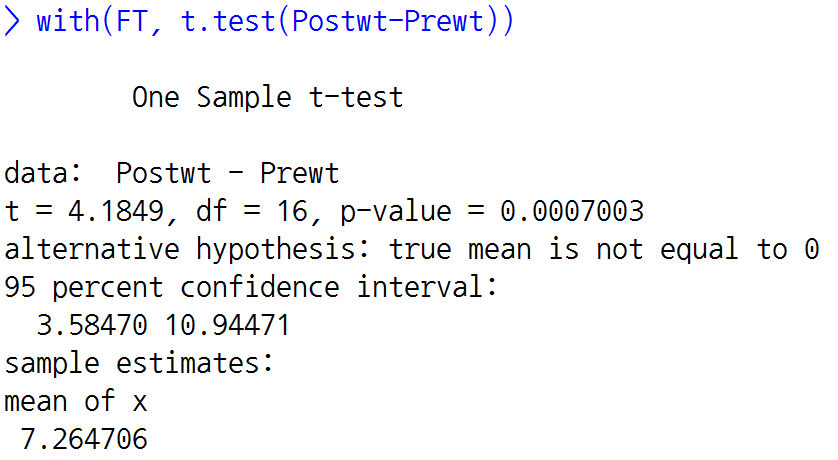 > with(FT, t.test(Postwt-Prewt))
One Sample t-test
data:  Postwt - Prewt
t = 4.1849, df = 16, p-value = 0.0007003
alternative hypothesis: true mean is not equal to 0
95 percent confidence interval:
3.58470 10.94471
sample estimates:
mean of x
7.264706